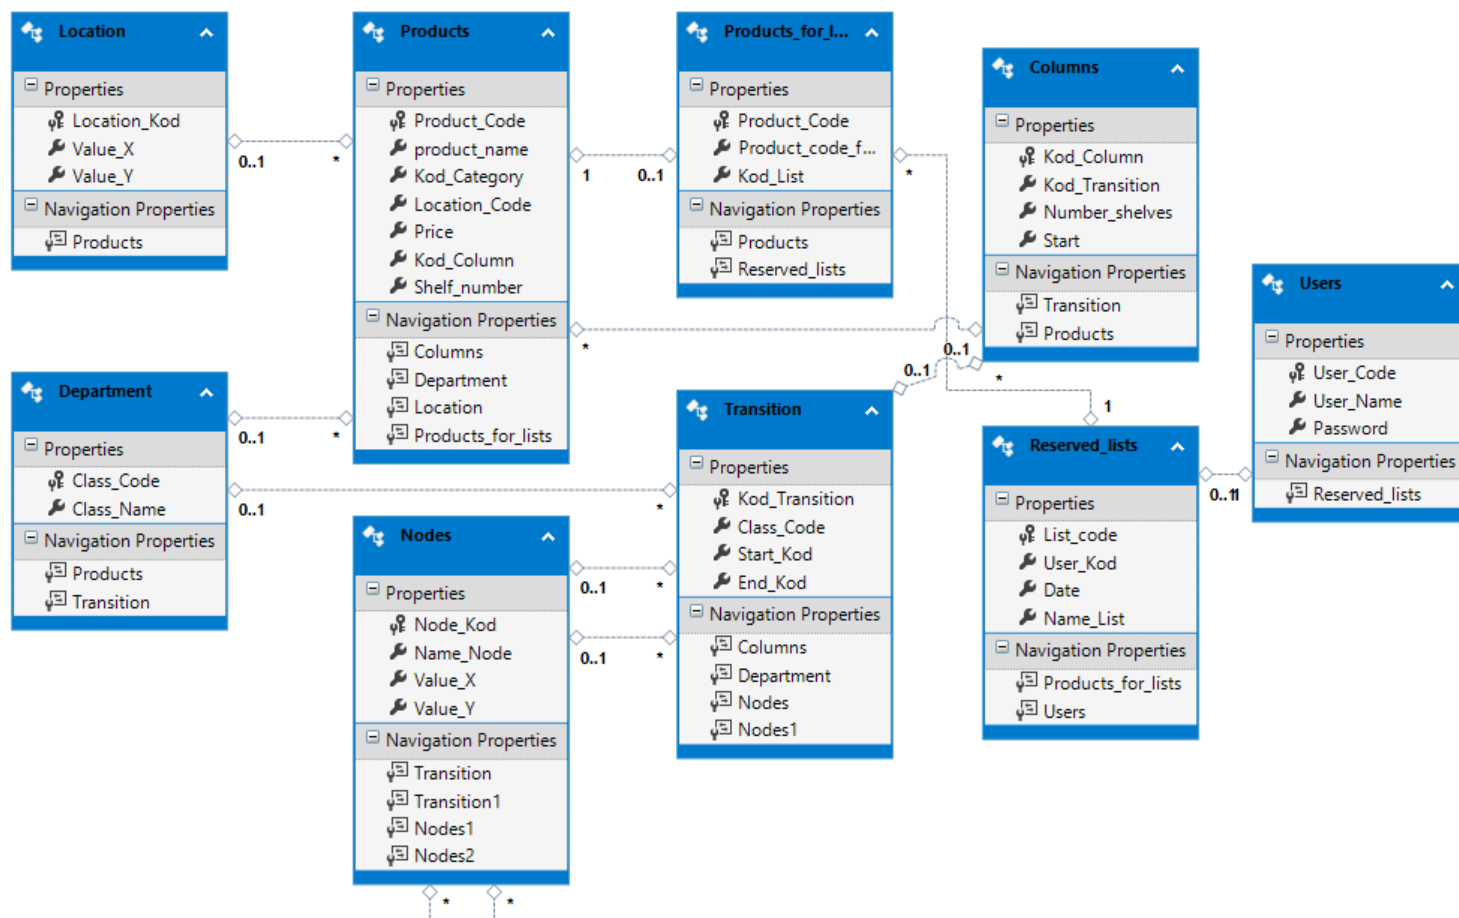 Location
Properties
Location_Kod
Value_X
Value_Y
Navigation Properties
Products
0..1
*
Products
Properties
Product_Code
product_name
Kod_Category
Location_Code
Price
Kod_Column
Shelf_number
Navigation Properties
Columns
Department
Location
Products_for_lists
1
0..1
*
Products_for_l...
Properties
Product_Code
Product_code_f...
Kod_List
Navigation Properties
Products
Reserved_lists
*
Columns
Properties
Kod_Column
Kod_Transition
Number_shelves
Start
Navigation Properties
Transition
Products
0..1
0..1
*
1
Users
Properties
User_Code
User_Name
Password
Navigation Properties
Reserved_lists
Department
Properties
Class_Code
Class_Name
Navigation Properties
Products
Transition
0..1
*
0..1
*
Nodes
Properties
Node_Kod
Name_Node
Value_X
Value_Y
Navigation Properties
Transition
Transition1
Nodes1
Nodes2
0..1
*
0..1
*
*
*
Transition
Properties
Kod_Transition
Class_Code
Start_Kod
End_Kod
Navigation Properties
Columns
Department
Nodes
Nodes1
Reserved_lists
Properties
List_code
User_Kod
Date
Name_List
Navigation Properties
Products_for_lists
Users
0..1
1